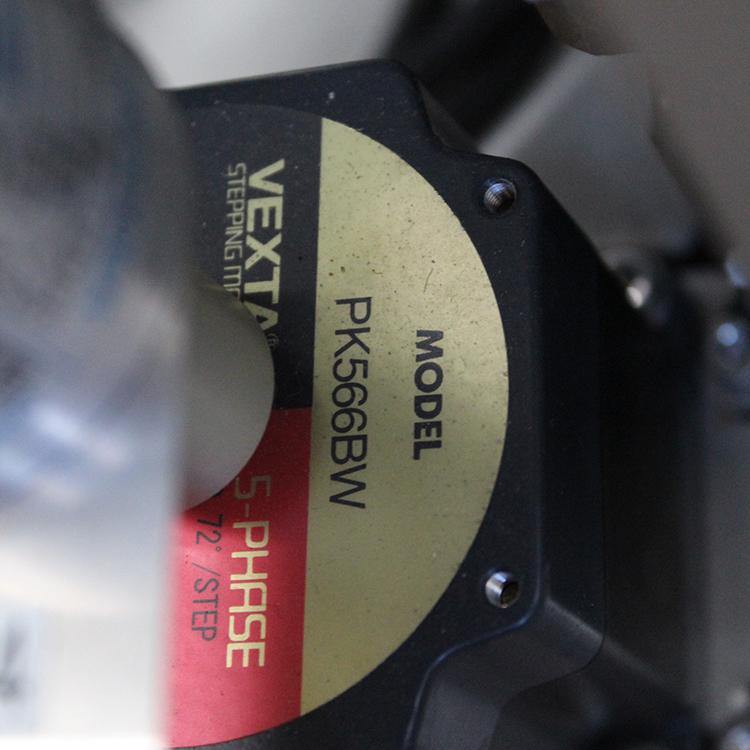 MODEL
PK566BW
VEXTA®
STEPPING
5-PHASE
72°/STEP